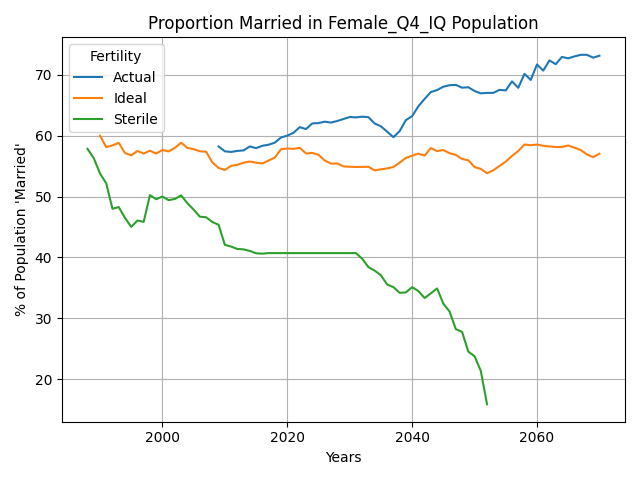 Proportion Married in Female_Q4_IQ Population
Fertility
Actual
Ideal
Sterile
% of Population 'Married'
70
60
50
40
30
20
2000
2020
2040
2060
Years